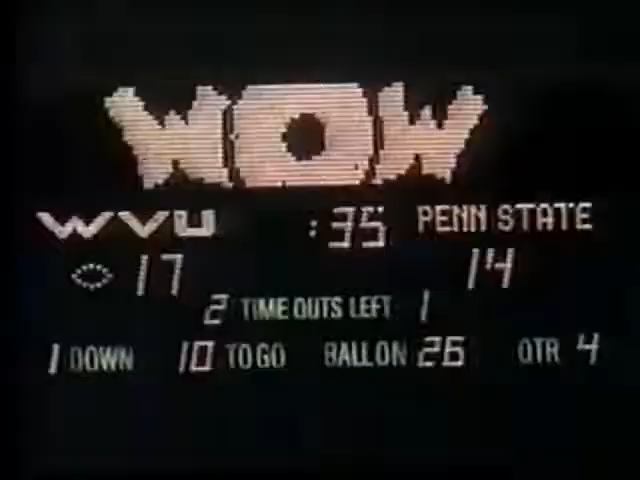 WOW
WVU :35 PENN STATE
17 14
2 TIME OUTS LEFT 1
1 DOWN 10 TO GO BALL ON 26 QTR 4